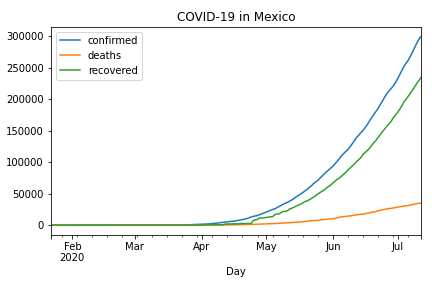 COVID-19 in Mexico
confirmed
deaths
recovered
300000
250000
200000
150000
100000
50000
0
Feb
2020
Mar
Apr
May
Jun
Jul
Day